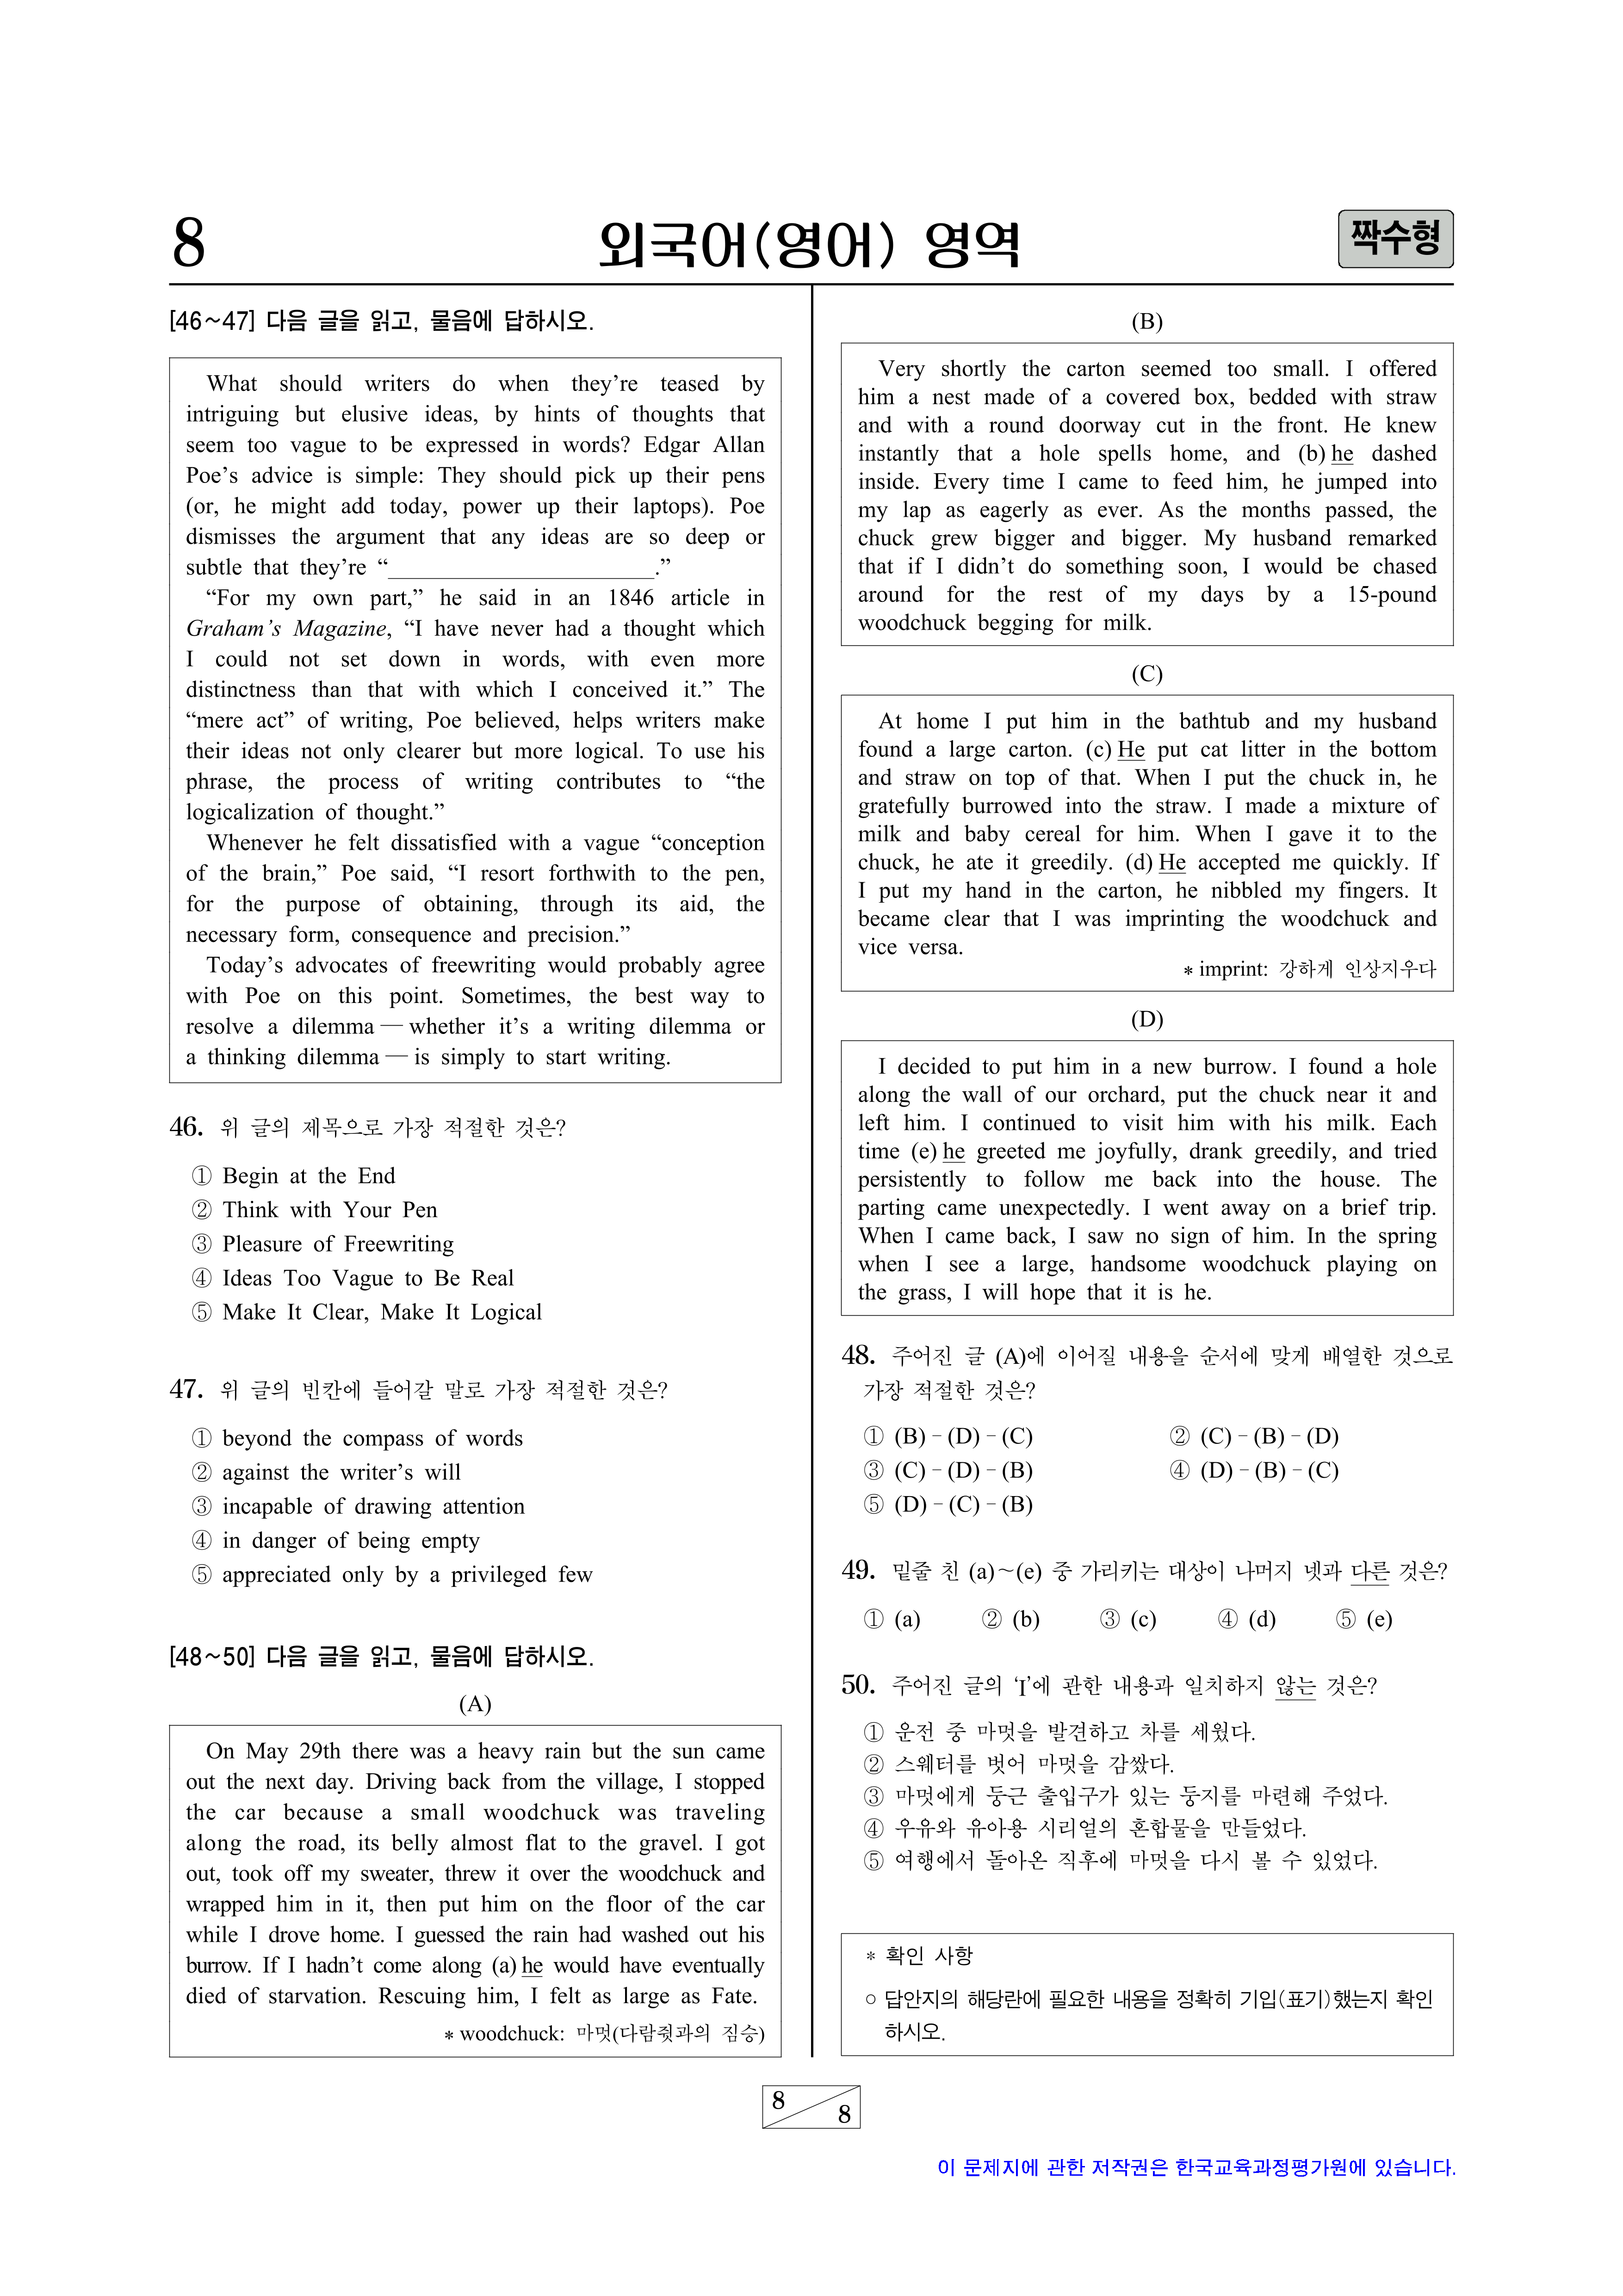 8
외국어(영어) 영역
짝수형
[46~47] 다음 글을 읽고, 물음에 답하시오.
What should writers do when they’re teased by
intriguing but elusive ideas, by hints of thoughts that
seem too vague to be expressed in words? Edgar Allan
Poe’s advice is simple: They should pick up their pens
(or, he might add today, power up their laptops). Poe
dismisses the argument that any ideas are so deep or
subtle that they’re “______________________.”
“For my own part,” he said in an 1846 article in
Graham’s Magazine, “I have never had a thought which
I could not set down in words, with even more
distinctness than that with which I conceived it.” The
“mere act” of writing, Poe believed, helps writers make
their ideas not only clearer but more logical. To use his
phrase, the process of writing contributes to “the
logicalization of thought.”
Whenever he felt dissatisfied with a vague “conception
of the brain,” Poe said, “I resort forthwith to the pen,
for the purpose of obtaining, through its aid, the
necessary form, consequence and precision.”
Today’s advocates of freewriting would probably agree
with Poe on this point. Sometimes, the best way to
resolve a dilemma — whether it’s a writing dilemma or
a thinking dilemma — is simply to start writing.
46. 위 글의 제목으로 가장 적절한 것은?
① Begin at the End
② Think with Your Pen
③ Pleasure of Freewriting
④ Ideas Too Vague to Be Real
⑤ Make It Clear, Make It Logical
47. 위 글의 빈칸에 들어갈 말로 가장 적절한 것은?
① beyond the compass of words
② against the writer’s will
③ incapable of drawing attention
④ in danger of being empty
⑤ appreciated only by a privileged few
[48~50] 다음 글을 읽고, 물음에 답하시오.
(A)
On May 29th there was a heavy rain but the sun came
out the next day. Driving back from the village, I stopped
the car because a small woodchuck was traveling
along the road, its belly almost flat to the gravel. I got
out, took off my sweater, threw it over the woodchuck and
wrapped him in it, then put him on the floor of the car
while I drove home. I guessed the rain had washed out his
burrow. If I hadn’t come along (a) he would have eventually
died of starvation. Rescuing him, I felt as large as Fate.
* woodchuck: 마멋(다람쥣과의 짐승)
(B)
Very shortly the carton seemed too small. I offered
him a nest made of a covered box, bedded with straw
and with a round doorway cut in the front. He knew
instantly that a hole spells home, and (b) he dashed
inside. Every time I came to feed him, he jumped into
my lap as eagerly as ever. As the months passed, the
chuck grew bigger and bigger. My husband remarked
that if I didn’t do something soon, I would be chased
around for the rest of my days by a 15-pound
woodchuck begging for milk.
(C)
At home I put him in the bathtub and my husband
found a large carton. (c) He put cat litter in the bottom
and straw on top of that. When I put the chuck in, he
gratefully burrowed into the straw. I made a mixture of
milk and baby cereal for him. When I gave it to the
chuck, he ate it greedily. (d) He accepted me quickly. If
I put my hand in the carton, he nibbled my fingers. It
became clear that I was imprinting the woodchuck and
vice versa.
* imprint: 강하게 인상지우다
(D)
I decided to put him in a new burrow. I found a hole
along the wall of our orchard, put the chuck near it and
left him. I continued to visit him with his milk. Each
time (e) he greeted me joyfully, drank greedily, and tried
persistently to follow me back into the house. The
parting came unexpectedly. I went away on a brief trip.
When I came back, I saw no sign of him. In the spring
when I see a large, handsome woodchuck playing on
the grass, I will hope that it is he.
48. 주어진 글 (A)에 이어질 내용을 순서에 맞게 배열한 것으로
가장 적절한 것은?
① (B) - (D) - (C) ② (C) - (B) - (D)
③ (C) - (D) - (B) ④ (D) - (B) - (C)
⑤ (D) - (C) - (B)
49. 밑줄 친 (a)~(e) 중 가리키는 대상이 나머지 넷과 다른 것은?
① (a) ② (b) ③ (c) ④ (d) ⑤ (e)
50. 주어진 글의 ‘I’에 관한 내용과 일치하지 않는 것은?
① 운전 중 마멋을 발견하고 차를 세웠다.
② 스웨터를 벗어 마멋을 감쌌다.
③ 마멋에게 둥근 출입구가 있는 둥지를 마련해 주었다.
④ 우유와 유아용 시리얼의 혼합물을 만들었다.
⑤ 여행에서 돌아온 직후에 마멋을 다시 볼 수 있었다.
* 확인 사항
○ 답안지의 해당란에 필요한 내용을 정확히 기입(표기)했는지 확인
하시오.
8
8
이 문제지에 관한 저작권은 한국교육과정평가원에 있습니다.